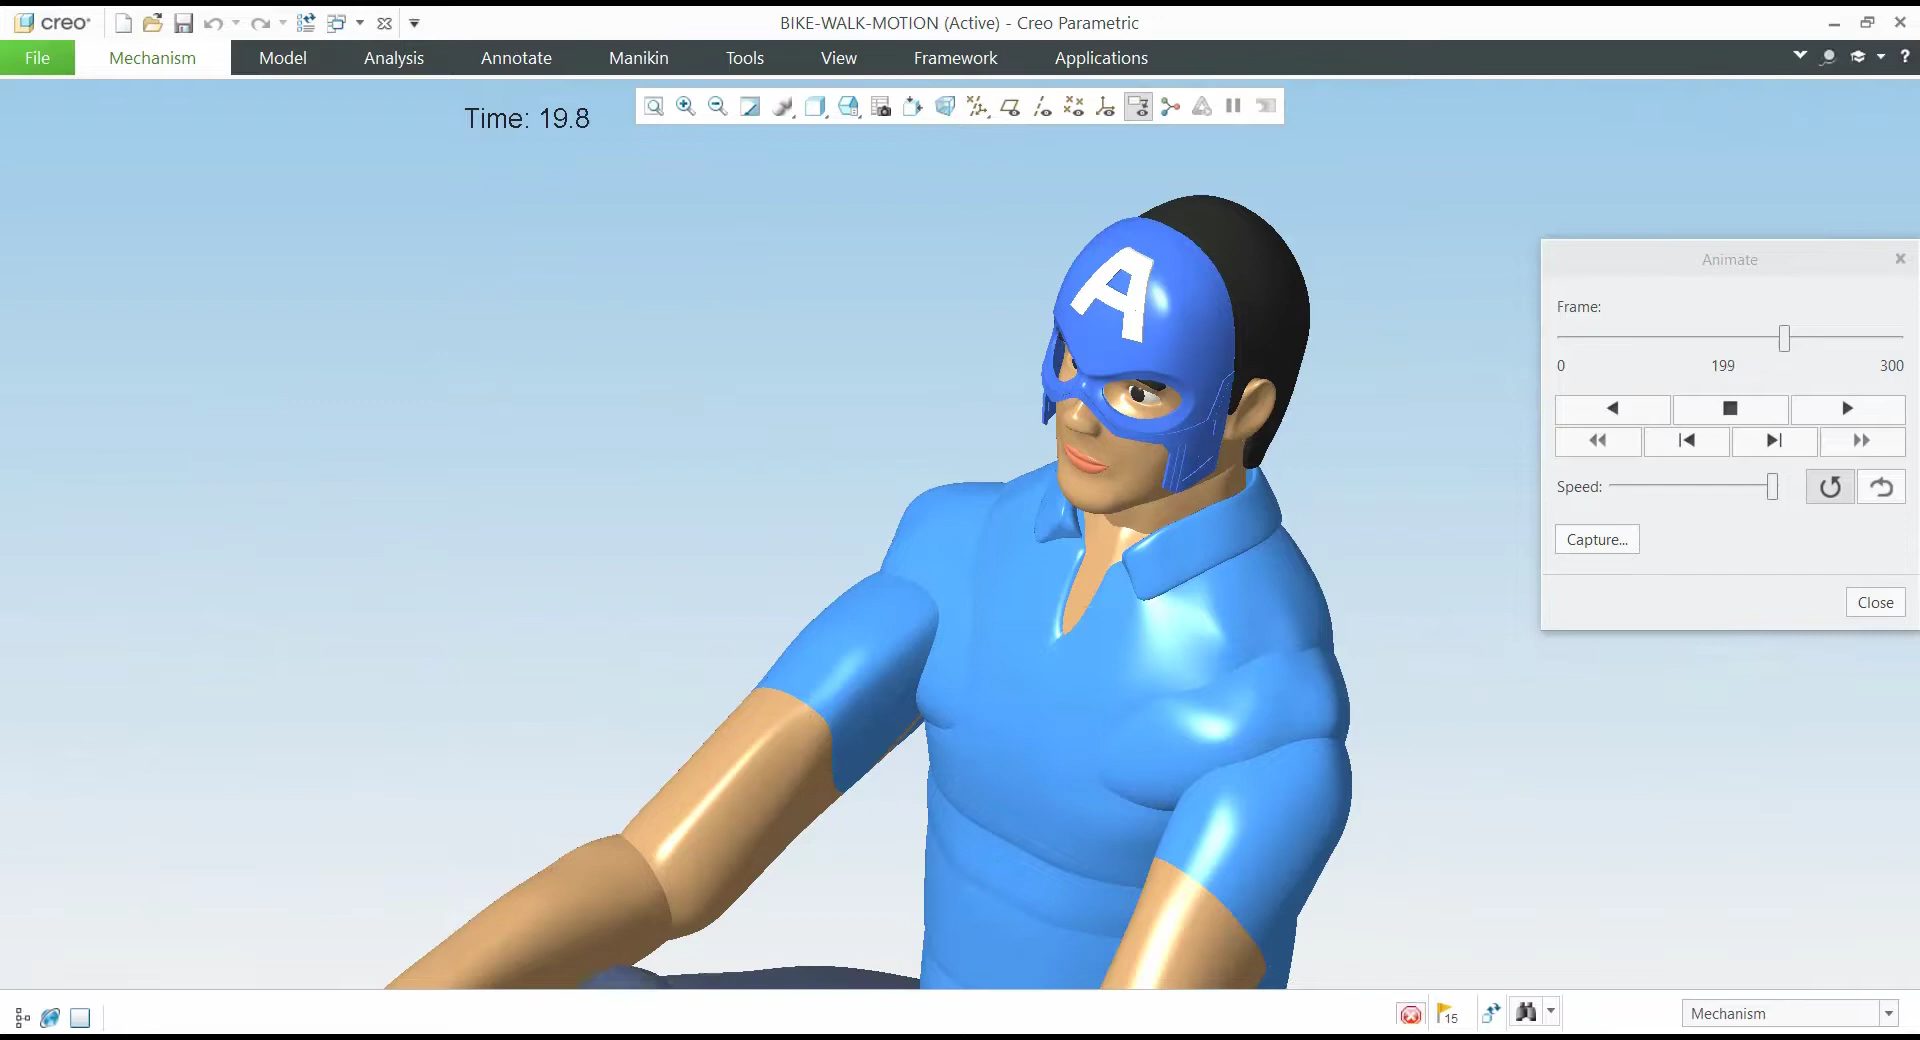 creo
BIKE-WALK-MOTION (Active) - Creo Parametric
File
Mechanism
Model
Analysis
Annotate
Manikin
Tools
View
Framework
Applications
?
Time: 19.8
A
Animate
Frame:
0
199
300
Speed:
Capture...
Close
15
Mechanism